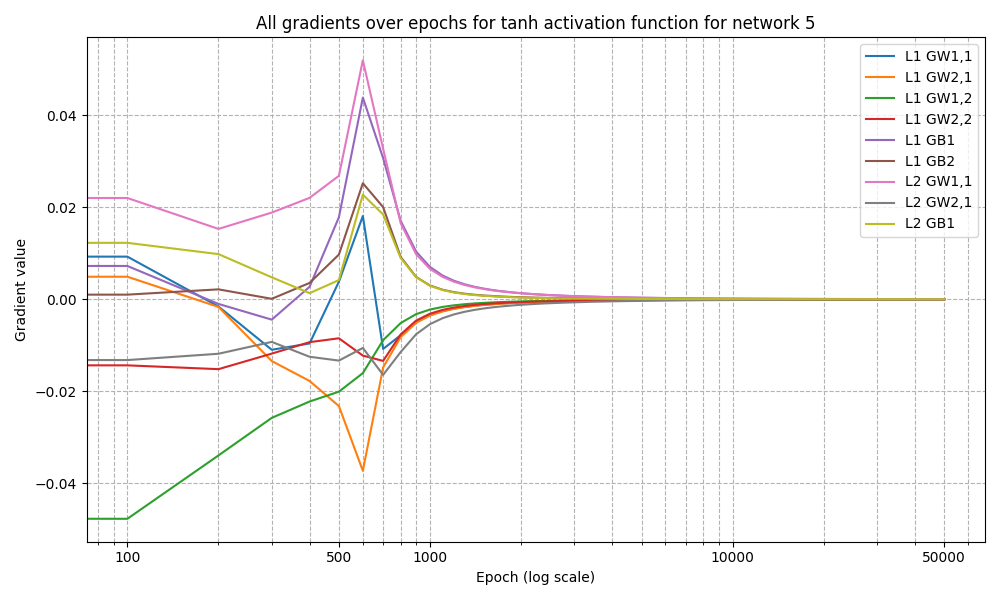 All gradients over epochs for tanh activation function for network 5
Gradient value
0.04
0.02
0.00
−0.02
−0.04
L1 GW1,1
L1 GW2,1
L1 GW1,2
L1 GW2,2
L1 GB1
L1 GB2
L2 GW1,1
L2 GW2,1
L2 GB1
100
500
1000
10000
50000
Epoch (log scale)